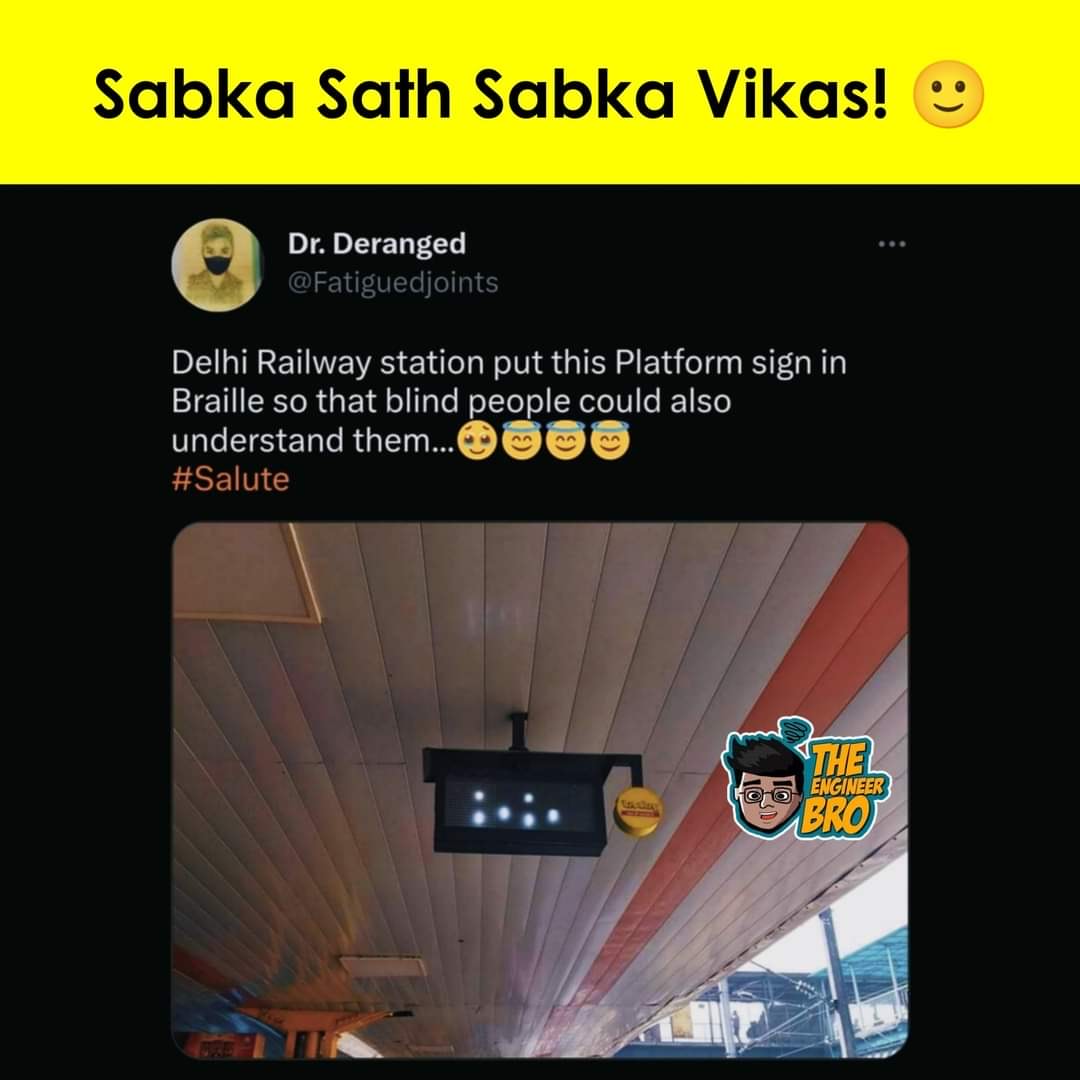 Sabka Sath Sabka Vikas! 🙂
Dr. Deranged
@Fatiguedjoints
Delhi Railway station put this Platform sign in
Braille so that blind people could also
understand them...🥹😇😇😇
#Salute
THE
ENGINEER
BRO